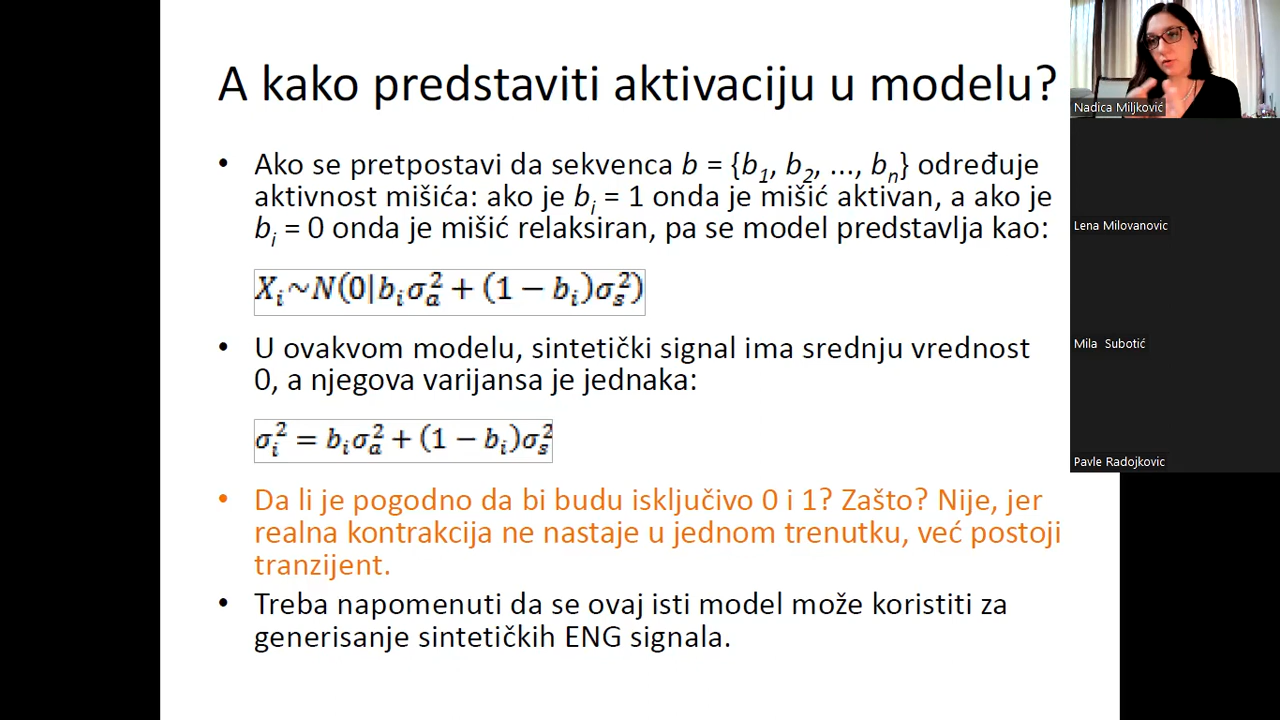 A kako predstaviti aktivaciju u modelu?
• Ako se pretpostavi da sekvenca b = {b1, b2, ..., bn} određuje
aktivnost mišića: ako je bi = 1 onda je mišić aktivan, a ako je
bi = 0 onda je mišić relaksiran, pa se model predstavlja kao:
Xi~N(0|biσa² + (1 − bi)σs²)
• U ovakvom modelu, sintetički signal ima srednju vrednost
0, a njegova varijansa je jednaka:
σi² = biσa² + (1 − bi)σs²
• Da li je pogodno da bi budu isključivo 0 i 1? Zašto? Nije, jer
realna kontrakcija ne nastaje u jednom trenutku, već postoji
tranzijent.
• Treba napomenuti da se ovaj isti model može koristiti za
generisanje sintetičkih ENG signala.
Nadica Miljković
Lena Milovanovic
Mila Subotić
Pavle Radojkovic